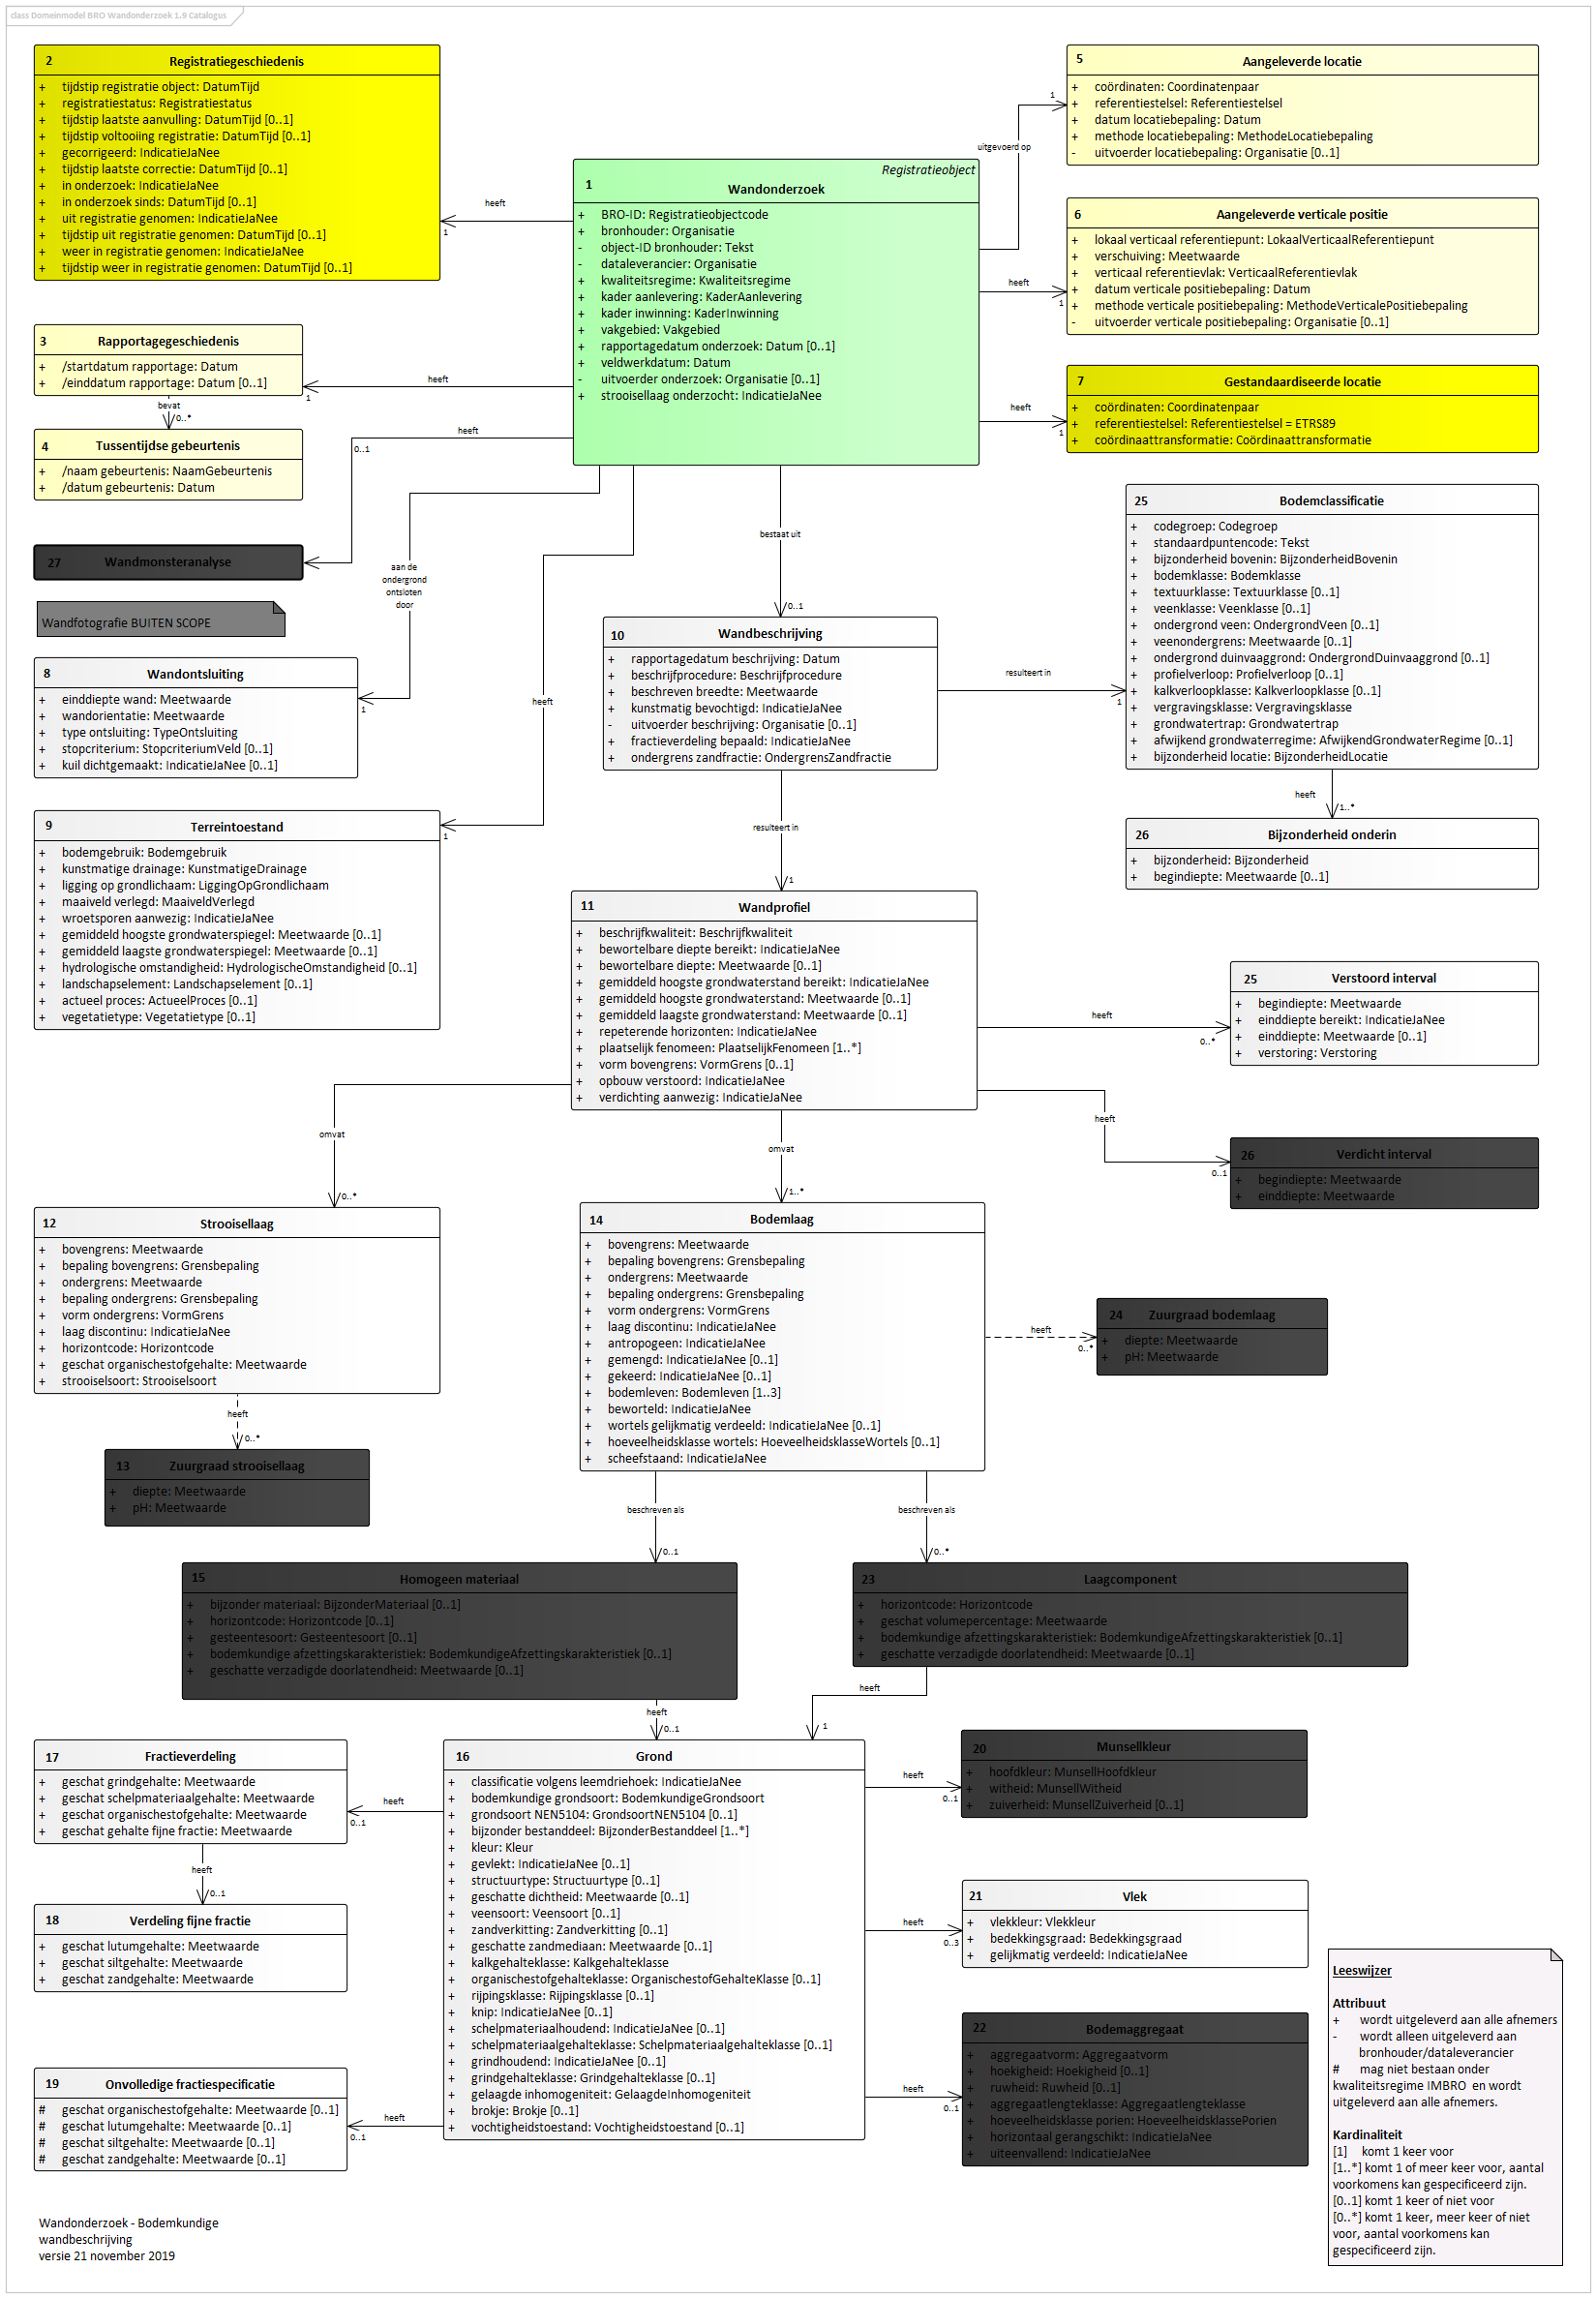 class Domeinmodel BRO Wandonderzoek 1.9 Catalogus
2 Registratiegeschiedenis
+ tijdstip registratie object: DatumTijd
+ registratiestatus: Registratiestatus
+ tijdstip laatste aanvulling: DatumTijd [0..1]
+ tijdstip voltooiing registratie: DatumTijd [0..1]
+ gecorrigeerd: IndicatieJaNee
+ tijdstip laatste correctie: DatumTijd [0..1]
+ in onderzoek: IndicatieJaNee
+ in onderzoek sinds: DatumTijd [0..1]
+ uit registratie genomen: IndicatieJaNee
+ tijdstip uit registratie genomen: DatumTijd [0..1]
+ weer in registratie genomen: IndicatieJaNee
+ tijdstip weer in registratie genomen: DatumTijd [0..1]
heeft
1
Registratieobject
1 Wandonderzoek
+ BRO-ID: Registratieobjectcode
+ bronhouder: Organisatie
- object-ID bronhouder: Tekst
- dataleverancier: Organisatie
+ kwaliteitsregime: Kwaliteitsregime
+ kader aanlevering: KaderAanlevering
+ kader inwinning: KaderInwinning
+ vakgebied: Vakgebied
+ rapportagedatum onderzoek: Datum [0..1]
+ veldwerkdatum: Datum
- uitvoerder onderzoek: Organisatie [0..1]
+ strooisellaag onderzocht: IndicatieJaNee
uitgevoerd op
1
5 Aangeleverde locatie
+ coördinaten: Coordinatenpaar
+ referentiestelsel: Referentiestelsel
+ datum locatiebepaling: Datum
+ methode locatiebepaling: MethodeLocatiebepaling
- uitvoerder locatiebepaling: Organisatie [0..1]
heeft
1
6 Aangeleverde verticale positie
+ lokaal verticaal referentiepunt: LokaalVerticaalReferentiepunt
+ verschuiving: Meetwaarde
+ verticaal referentievlak: VerticaalReferentievlak
+ datum verticale positiebepaling: Datum
+ methode verticale positiebepaling: MethodeVerticalePositiebepaling
- uitvoerder verticale positiebepaling: Organisatie [0..1]
heeft
1
7 Gestandaardiseerde locatie
+ coördinaten: Coordinatenpaar
+ referentiestelsel: Referentiestelsel = ETRS89
+ coördinaattransformatie: Coördinaattransformatie
3 Rapportagegeschiedenis
+ /startdatum rapportage: Datum
+ /einddatum rapportage: Datum [0..1]
heeft
1
bevat
0..*
4 Tussentijdse gebeurtenis
+ /naam gebeurtenis: NaamGebeurtenis
+ /datum gebeurtenis: Datum
heeft
0..1
27 Wandmonsteranalyse
Wandfotografie BUITEN SCOPE
aan de
ondergrond
ontsloten
door
1
8 Wandontsluiting
+ einddiepte wand: Meetwaarde
+ wandorientatie: Meetwaarde
+ type ontsluiting: TypeOntsluiting
+ stopcriterium: StopcriteriumVeld [0..1]
+ kuil dichtgemaakt: IndicatieJaNee [0..1]
heeft
1
9 Terreintoestand
+ bodemgebruik: Bodemgebruik
+ kunstmatige drainage: KunstmatigeDrainage
+ ligging op grondlichaam: LiggingOpGrondlichaam
+ maaiveld verlegd: MaaiveldVerlegd
+ wroetsporen aanwezig: IndicatieJaNee
+ gemiddeld hoogste grondwaterspiegel: Meetwaarde [0..1]
+ gemiddeld laagste grondwaterspiegel: Meetwaarde [0..1]
+ hydrologische omstandigheid: HydrologischeOmstandigheid [0..1]
+ landschapselement: Landschapselement [0..1]
+ actueel proces: ActueelProces [0..1]
+ vegetatietype: Vegetatietype [0..1]
bestaat uit
0..1
10 Wandbeschrijving
+ rapportagedatum beschrijving: Datum
+ beschrijfprocedure: Beschrijfprocedure
+ beschreven breedte: Meetwaarde
+ kunstmatig bevochtigd: IndicatieJaNee
- uitvoerder beschrijving: Organisatie [0..1]
+ fractieverdeling bepaald: IndicatieJaNee
+ ondergrens zandfractie: OndergrensZandfractie
resulteert in
1
25 Bodemclassificatie
+ codegroep: Codegroep
+ standaardpuntencode: Tekst
+ bijzonderheid bovenin: BijzonderheidBovenin
+ bodemklasse: Bodemklasse
+ textuurklasse: Textuurklasse [0..1]
+ veenklasse: Veenklasse [0..1]
+ ondergrond veen: OndergrondVeen [0..1]
+ veenondergrens: Meetwaarde [0..1]
+ ondergrond duinvaaggrond: OndergrondDuinvaaggrond [0..1]
+ profielverloop: Profielverloop [0..1]
+ kalkverloopklasse: Kalkverloopklasse [0..1]
+ vergravingsklasse: Vergravingsklasse
+ grondwatertrap: Grondwatertrap
+ afwijkend grondwaterregime: AfwijkendGrondwaterRegime [0..1]
+ bijzonderheid locatie: BijzonderheidLocatie
heeft
1..*
26 Bijzonderheid onderin
+ bijzonderheid: Bijzonderheid
+ begindiepte: Meetwaarde [0..1]
resulteert in
1
11 Wandprofiel
+ beschrijfkwaliteit: Beschrijfkwaliteit
+ bewortelbare diepte bereikt: IndicatieJaNee
+ bewortelbare diepte: Meetwaarde [0..1]
+ gemiddeld hoogste grondwaterstand bereikt: IndicatieJaNee
+ gemiddeld hoogste grondwaterstand: Meetwaarde [0..1]
+ gemiddeld laagste grondwaterstand: Meetwaarde [0..1]
+ repeterende horizonten: IndicatieJaNee
+ plaatselijk fenomeen: PlaatselijkFenomeen [1..*]
+ vorm bovengrens: VormGrens [0..1]
+ opbouw verstoord: IndicatieJaNee
+ verdichting aanwezig: IndicatieJaNee
heeft
0..*
25 Verstoord interval
+ begindiepte: Meetwaarde
+ einddiepte bereikt: IndicatieJaNee
+ einddiepte: Meetwaarde [0..1]
+ verstoring: Verstoring
heeft
0..1
26 Verdicht interval
+ begindiepte: Meetwaarde
+ einddiepte: Meetwaarde
omvat
0..*
12 Strooisellaag
+ bovengrens: Meetwaarde
+ bepaling bovengrens: Grensbepaling
+ ondergrens: Meetwaarde
+ bepaling ondergrens: Grensbepaling
+ vorm ondergrens: VormGrens
+ laag discontinu: IndicatieJaNee
+ horizontcode: Horizontcode
+ geschat organischestofgehalte: Meetwaarde
+ strooiselsoort: Strooiselsoort
heeft
0..*
13 Zuurgraad strooisellaag
+ diepte: Meetwaarde
+ pH: Meetwaarde
omvat
1..*
14 Bodemlaag
+ bovengrens: Meetwaarde
+ bepaling bovengrens: Grensbepaling
+ ondergrens: Meetwaarde
+ bepaling ondergrens: Grensbepaling
+ vorm ondergrens: VormGrens
+ laag discontinu: IndicatieJaNee
+ antropogeen: IndicatieJaNee
+ gemengd: IndicatieJaNee [0..1]
+ gekeerd: IndicatieJaNee [0..1]
+ bodemleven: Bodemleven [1..3]
+ beworteld: IndicatieJaNee
+ wortels gelijkmatig verdeeld: IndicatieJaNee [0..1]
+ hoeveelheidsklasse wortels: HoeveelheidsklasseWortels [0..1]
+ scheefstaand: IndicatieJaNee
heeft
0..*
24 Zuurgraad bodemlaag
+ diepte: Meetwaarde
+ pH: Meetwaarde
beschreven als
0..1
15 Homogeen materiaal
+ bijzonder materiaal: BijzonderMateriaal [0..1]
+ horizontcode: Horizontcode [0..1]
+ gesteentesoort: Gesteentesoort [0..1]
+ bodemkundige afzettingskarakteristiek: BodemkundigeAfzettingskarakteristiek [0..1]
+ geschatte verzadigde doorlatendheid: Meetwaarde [0..1]
beschreven als
0..*
23 Laagcomponent
+ horizontcode: Horizontcode
+ geschat volumepercentage: Meetwaarde
+ bodemkundige afzettingskarakteristiek: BodemkundigeAfzettingskarakteristiek [0..1]
+ geschatte verzadigde doorlatendheid: Meetwaarde [0..1]
heeft
0..1
heeft
1
17 Fractieverdeling
+ geschat grindgehalte: Meetwaarde
+ geschat schelpmateriaalgehalte: Meetwaarde
+ geschat organischestofgehalte: Meetwaarde
+ geschat gehalte fijne fractie: Meetwaarde
heeft
0..1
heeft
0..1
18 Verdeling fijne fractie
+ geschat lutumgehalte: Meetwaarde
+ geschat siltgehalte: Meetwaarde
+ geschat zandgehalte: Meetwaarde
19 Onvolledige fractiespecificatie
# geschat organischestofgehalte: Meetwaarde [0..1]
# geschat lutumgehalte: Meetwaarde [0..1]
# geschat siltgehalte: Meetwaarde [0..1]
# geschat zandgehalte: Meetwaarde [0..1]
heeft
0..1
16 Grond
+ classificatie volgens leemdriehoek: IndicatieJaNee
+ bodemkundige grondsoort: BodemkundigeGrondsoort
+ grondsoort NEN5104: GrondsoortNEN5104 [0..1]
+ bijzonder bestanddeel: BijzonderBestanddeel [1..*]
+ kleur: Kleur
+ gevlekt: IndicatieJaNee [0..1]
+ structuurtype: Structuurtype [0..1]
+ geschatte dichtheid: Meetwaarde [0..1]
+ veensoort: Veensoort [0..1]
+ zandverkitting: Zandverkitting [0..1]
+ geschatte zandmediaan: Meetwaarde [0..1]
+ kalkgehalteklasse: Kalkgehalteklasse
+ organischestofgehalteklasse: OrganischestofGehalteKlasse [0..1]
+ rijpingsklasse: Rijpingsklasse [0..1]
+ knip: IndicatieJaNee [0..1]
+ schelpmateriaalhoudend: IndicatieJaNee [0..1]
+ schelpmateriaalgehalteklasse: Schelpmateriaalgehalteklasse [0..1]
+ grindhoudend: IndicatieJaNee [0..1]
+ grindgehalteklasse: Grindgehalteklasse [0..1]
+ gelaagde inhomogeniteit: GelaagdeInhomogeniteit
+ brokje: Brokje [0..1]
+ vochtigheidstoestand: Vochtigheidstoestand [0..1]
heeft
0..1
20 Munsellkleur
+ hoofdkleur: MunsellHoofdkleur
+ witheid: MunsellWitheid
+ zuiverheid: MunsellZuiverheid [0..1]
heeft
0..3
21 Vlek
+ vlekkleur: Vlekkleur
+ bedekkingsgraad: Bedekkingsgraad
+ gelijkmatig verdeeld: IndicatieJaNee
heeft
0..1
22 Bodemaggregaat
+ aggregaatvorm: Aggregaatvorm
+ hoekigheid: Hoekigheid [0..1]
+ ruwheid: Ruwheid [0..1]
+ aggregaatlengteklasse: Aggregaatlengteklasse
+ hoeveelheidsklasse porien: HoeveelheidsklassePorien
+ horizontaal gerangschikt: IndicatieJaNee
+ uiteenvallend: IndicatieJaNee
Leeswijzer
Attribuut
+ wordt uitgeleverd aan alle afnemers
- wordt alleen uitgeleverd aan
bronhouder/dataleverancier
# mag niet bestaan onder
kwaliteitsregime IMBRO en wordt
uitgeleverd aan alle afnemers.
Kardinaliteit
[1] komt 1 keer voor
[1..*] komt 1 of meer keer voor, aantal
voorkomens kan gespecificeerd zijn.
[0..1] komt 1 keer of niet voor
[0..*] komt 1 keer, meer keer of niet
voor, aantal voorkomens kan
gespecificeerd zijn.
Wandonderzoek - Bodemkundige
wandbeschrijving
versie 21 november 2019